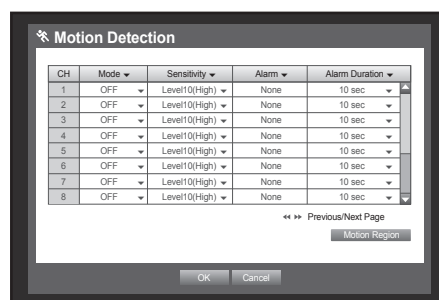 Motion Detection
CH Mode Sensitivity Alarm Alarm Duration
1 OFF Level10(High) None 10 sec
2 OFF Level10(High) None 10 sec
3 OFF Level10(High) None 10 sec
4 OFF Level10(High) None 10 sec
5 OFF Level10(High) None 10 sec
6 OFF Level10(High) None 10 sec
7 OFF Level10(High) None 10 sec
8 OFF Level10(High) None 10 sec
Previous/Next Page
Motion Region
OK Cancel